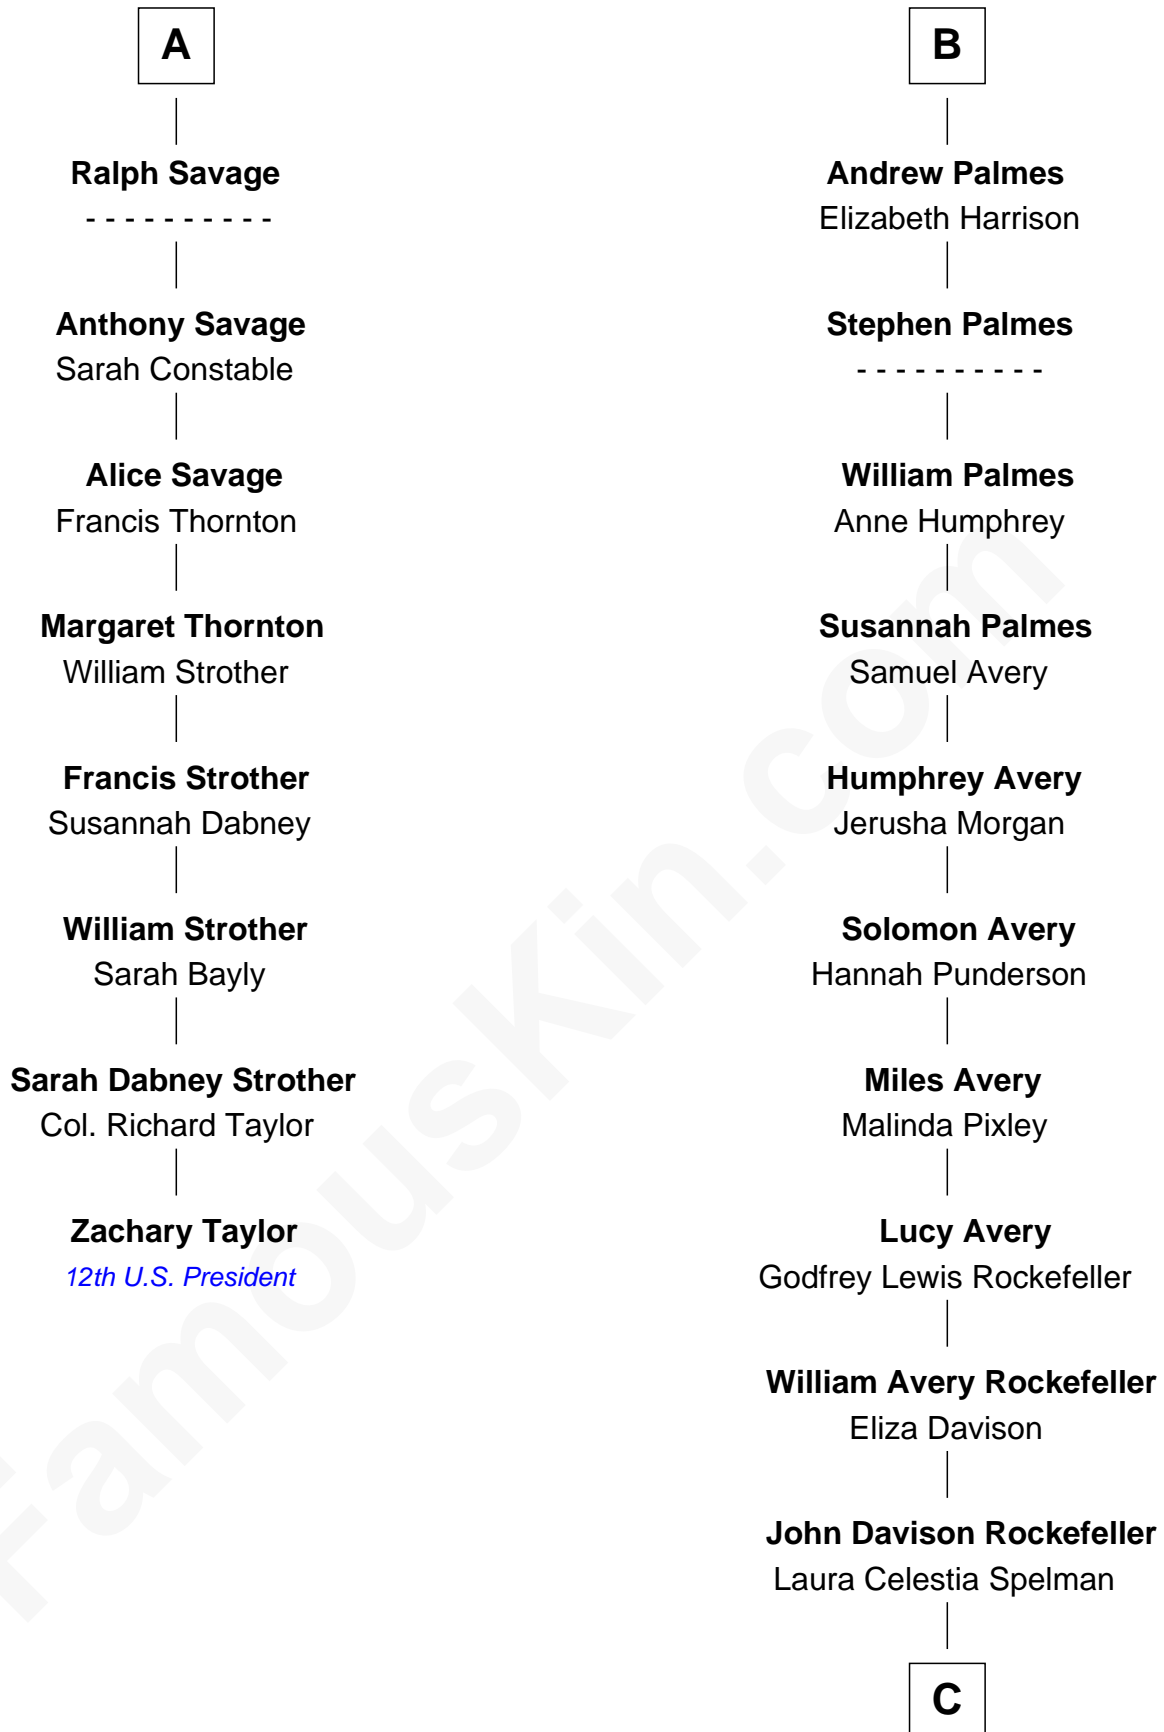 A
Ralph Savage
- - - - - - - - - -
Anthony Savage
Sarah Constable
Alice Savage
Francis Thornton
Margaret Thornton
William Strother
Francis Strother
Susannah Dabney
William Strother
Sarah Bayly
Sarah Dabney Strother
Col. Richard Taylor
Zachary Taylor
12th U.S. President
B
Andrew Palmes
Elizabeth Harrison
Stephen Palmes
- - - - - - - - - -
William Palmes
Anne Humphrey
Susannah Palmes
Samuel Avery
Humphrey Avery
Jerusha Morgan
Solomon Avery
Hannah Punderson
Miles Avery
Malinda Pixley
Lucy Avery
Godfrey Lewis Rockefeller
William Avery Rockefeller
Eliza Davison
John Davison Rockefeller
Laura Celestia Spelman
C
FamousKin.com